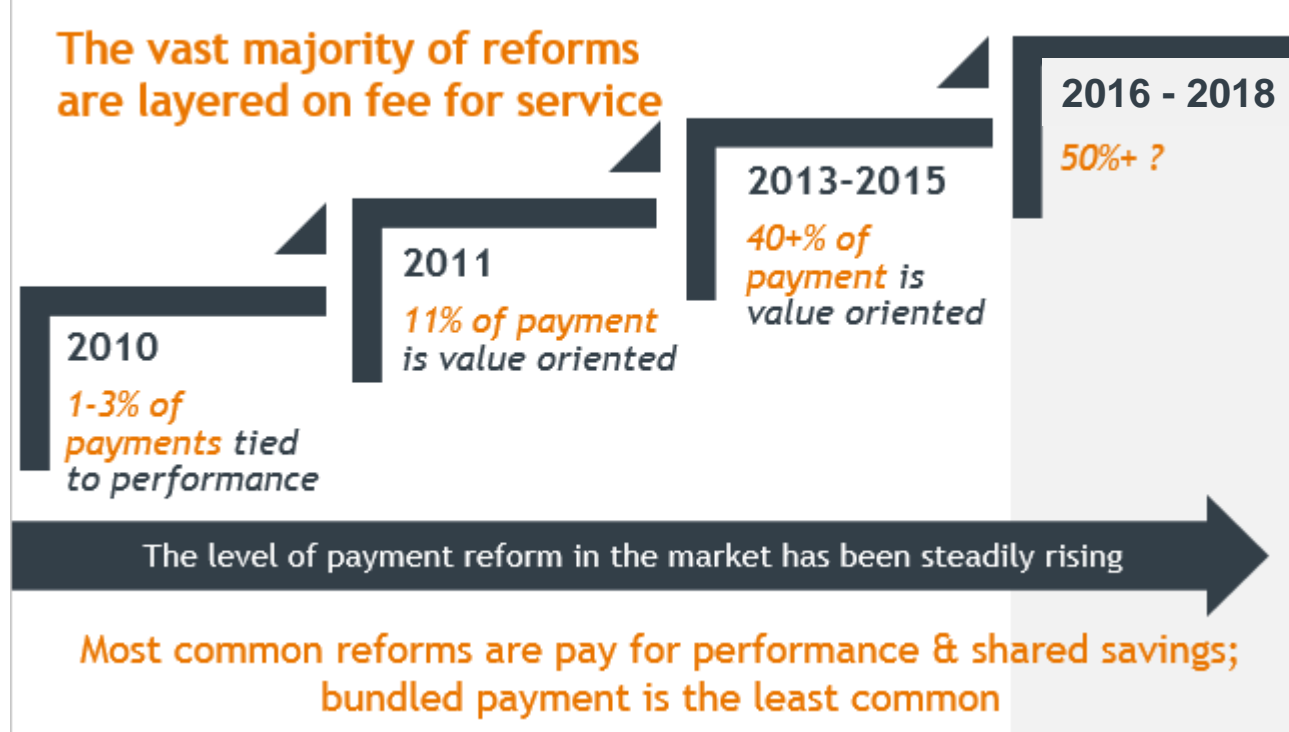 The vast majority of reforms
are layered on fee for service
2010
1-3% of
payments tied
to performance
2011
11% of payment
is value oriented
2013-2015
40+% of
payment is
value oriented
2016 - 2018
50%+ ?
The level of payment reform in the market has been steadily rising
Most common reforms are pay for performance & shared savings;
bundled payment is the least common